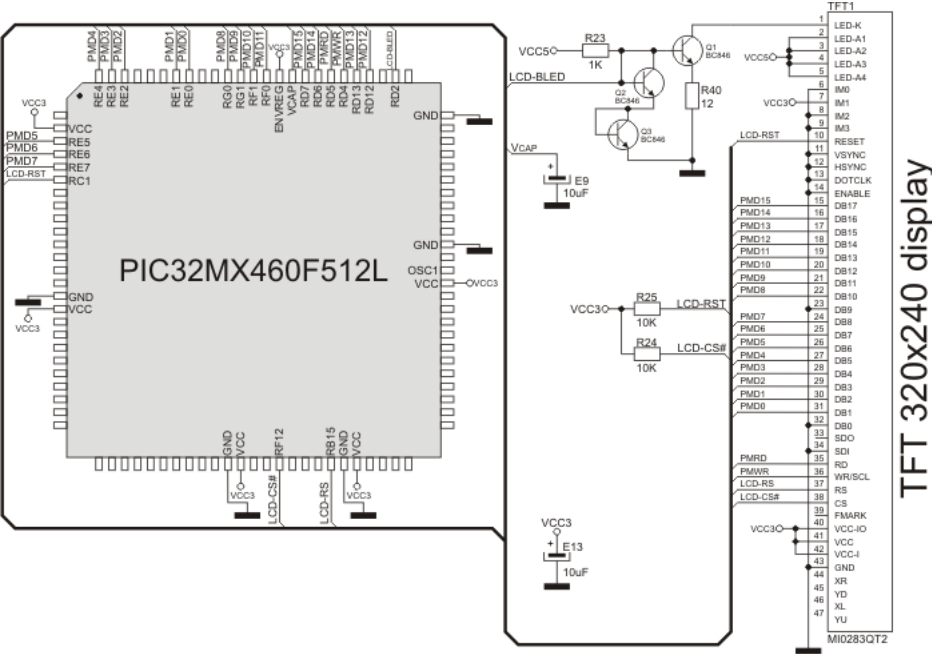 PMD4
PMD3
PMD2
PMD1
PMD0
PMD8
PMD9
PMD10
PMD11
VCC3
PMD15
PMD14
PMRD
PMWR
PMD13
PMD12
LCD-BLED
RE4
RE3
RE2
RE1
RE0
RG0
RG1
RF1
RF0
ENVREG
VCAP
RD7
RD6
RD5
RD4
RD13
RD12
RD2
VCC3
VCC
PMD5 RE5
PMD6 RE6
PMD7 RE7
LCD-RST RC1
GND
GND
OSC1
VCC VCC3
PIC32MX460F512L
GND
VCC
VCC3
GND
VCC
RF12
RB15
GND
VCC
VCC3
LCD-CS#
LCD-RS
VCC3
VCC5
R23
1K
LCD-BLED
Q1
BC846
Q2
BC846
Q3
BC846
R40
12
VCAP
+ E9
10uF
VCC3
R25
10K
LCD-RST
R24
10K
LCD-CS#
VCC3
+ E13
10uF
TFT1
1 LED-K
2 LED-A1
3 LED-A2
VCC5 4 LED-A3
5 LED-A4
6 IM0
VCC3 7 IM1
8 IM2
9 IM3
LCD-RST 10 RESET
11 VSYNC
12 HSYNC
13 DOTCLK
14 ENABLE
PMD15 15 DB17
PMD14 16 DB16
PMD13 17 DB15
PMD12 18 DB14
PMD11 19 DB13
PMD10 20 DB12
PMD9 21 DB11
PMD8 22 DB10
23 DB9
PMD7 24 DB8
PMD6 25 DB7
PMD5 26 DB6
PMD4 27 DB5
PMD3 28 DB4
PMD2 29 DB3
PMD1 30 DB2
PMD0 31 DB1
32 DB0
33 SDO
34 SDI
PMRD 35 RD
PMWR 36 WR/SCL
LCD-RS 37 RS
LCD-CS# 38 CS
39 FMARK
VCC3 40 VCC-IO
41 VCC
42 VCC-I
43 GND
44 XR
45 YD
46 XL
47 YU
MI0283QT2
TFT 320x240 display